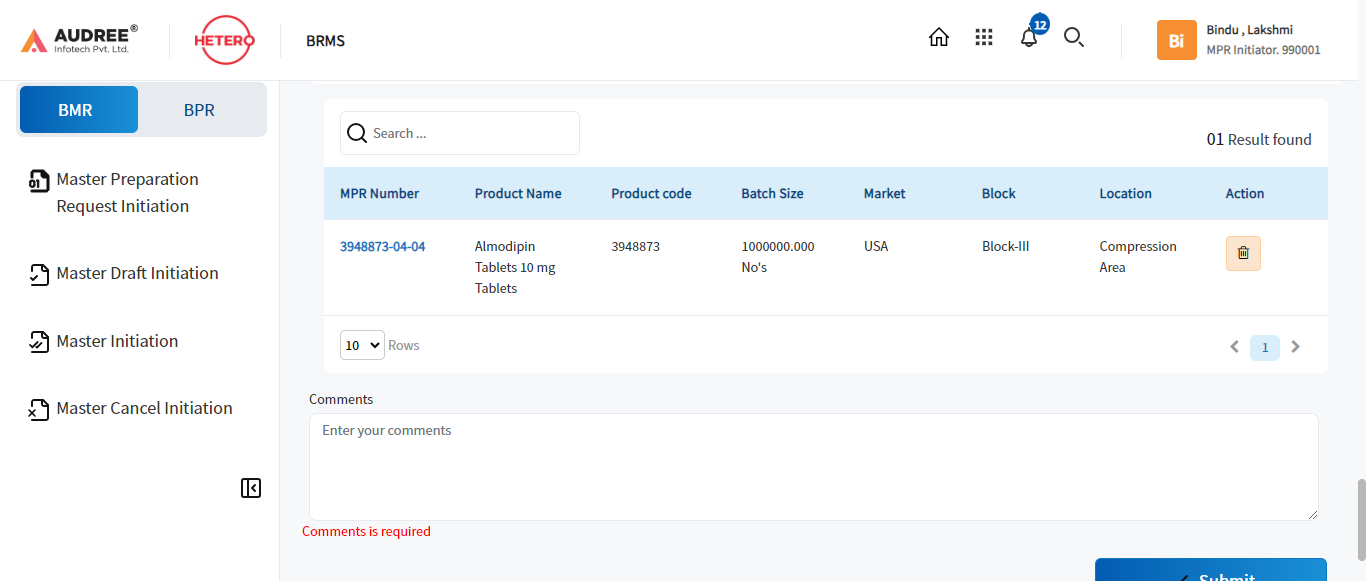 AUDREE®
Infotech Pvt. Ltd.
HETERO
BRMS
12
Bi
Bindu , Lakshmi
MPR Initiator. 990001
BMR
BPR
01
Master Preparation
Request Initiation
Master Draft Initiation
Master Initiation
Master Cancel Initiation
Search ...
01 Result found
MPR Number Product Name Product code Batch Size Market Block Location Action
3948873-04-04 Almodipin 3948873 1000000.000 USA Block-III Compression
Tablets 10 mg No's Area
Tablets
10 Rows
1
Comments
Enter your comments
Comments is required
Submit